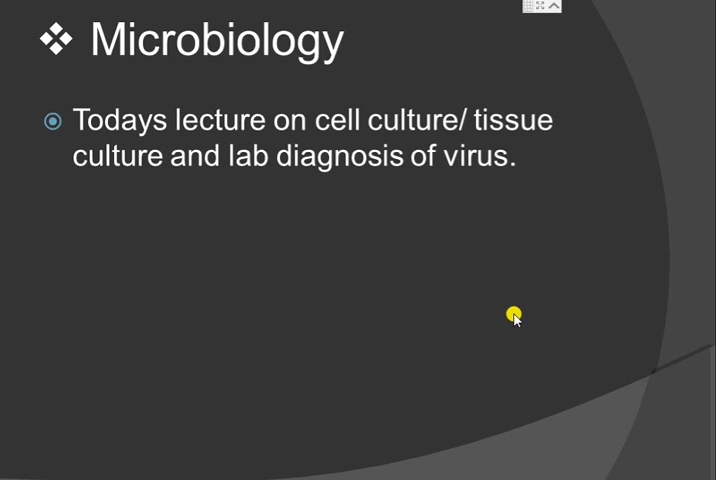 Microbiology
Todays lecture on cell culture/ tissue
culture and lab diagnosis of virus.